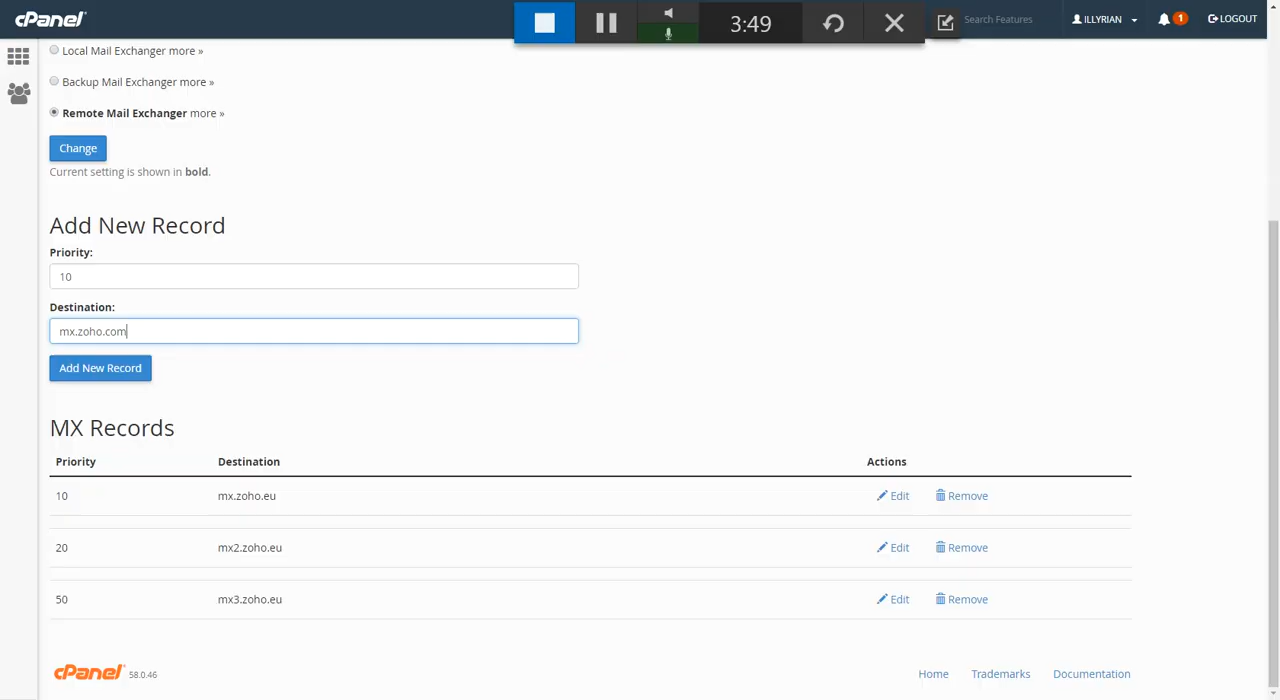 cPanel
3:49
Search Features
ILLYRIAN
1
LOGOUT
Local Mail Exchanger more »
Backup Mail Exchanger more »
Remote Mail Exchanger more »
Change
Current setting is shown in bold.
Add New Record
Priority:
10
Destination:
mx.zoho.com
Add New Record
MX Records
Priority Destination Actions
10 mx.zoho.eu Edit Remove
20 mx2.zoho.eu Edit Remove
50 mx3.zoho.eu Edit Remove
cPanel 58.0.46 Home Trademarks Documentation